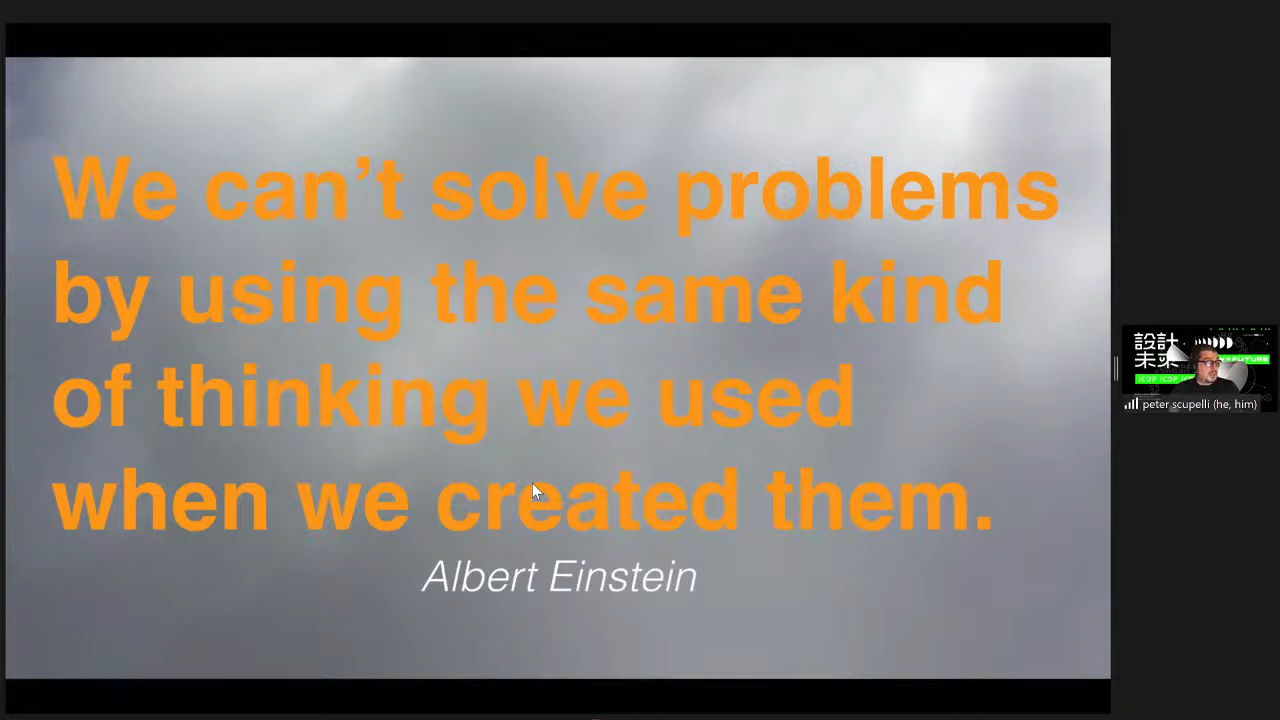 We can’t solve problems
by using the same kind
of thinking we used
when we created them.
Albert Einstein
設計
未来
peter scupelli (he, him)